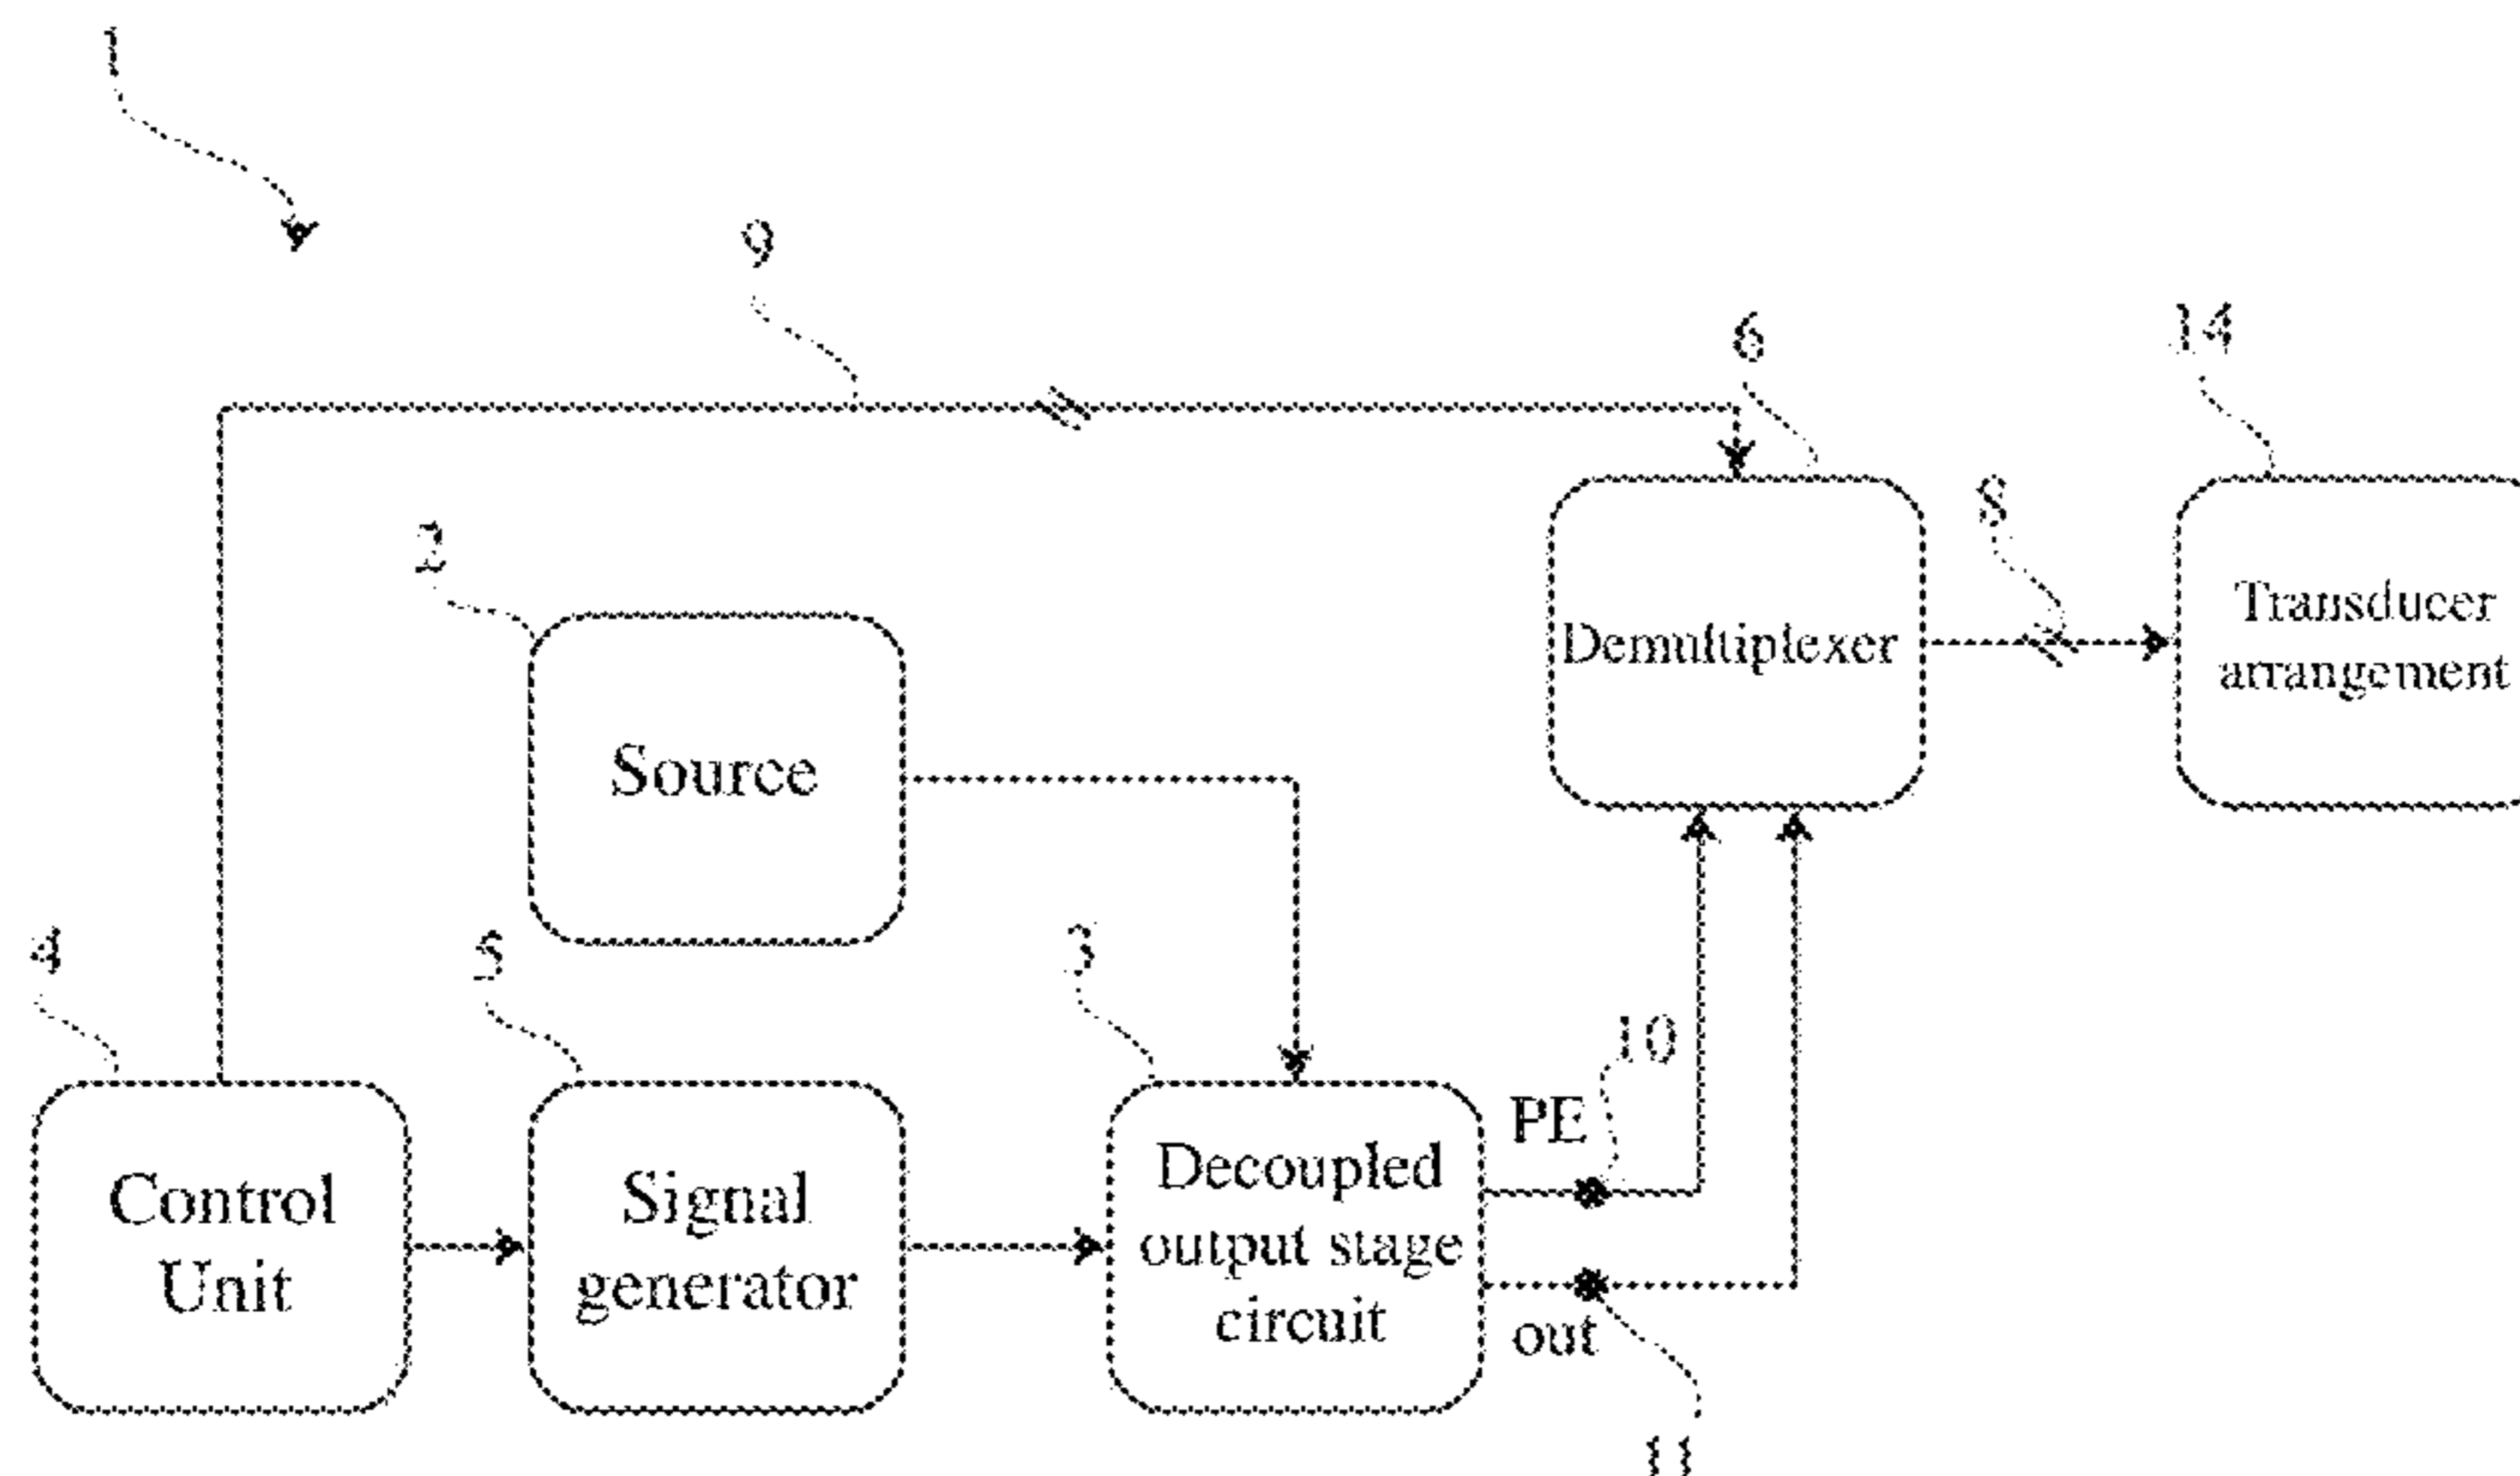 1
9
6
14
2
8
Transducer
arrangement
Demultiplexer
Source
4
5
3
10
PE
Decoupled
output stage
circuit
Control
Unit
Signal
generator
out
11